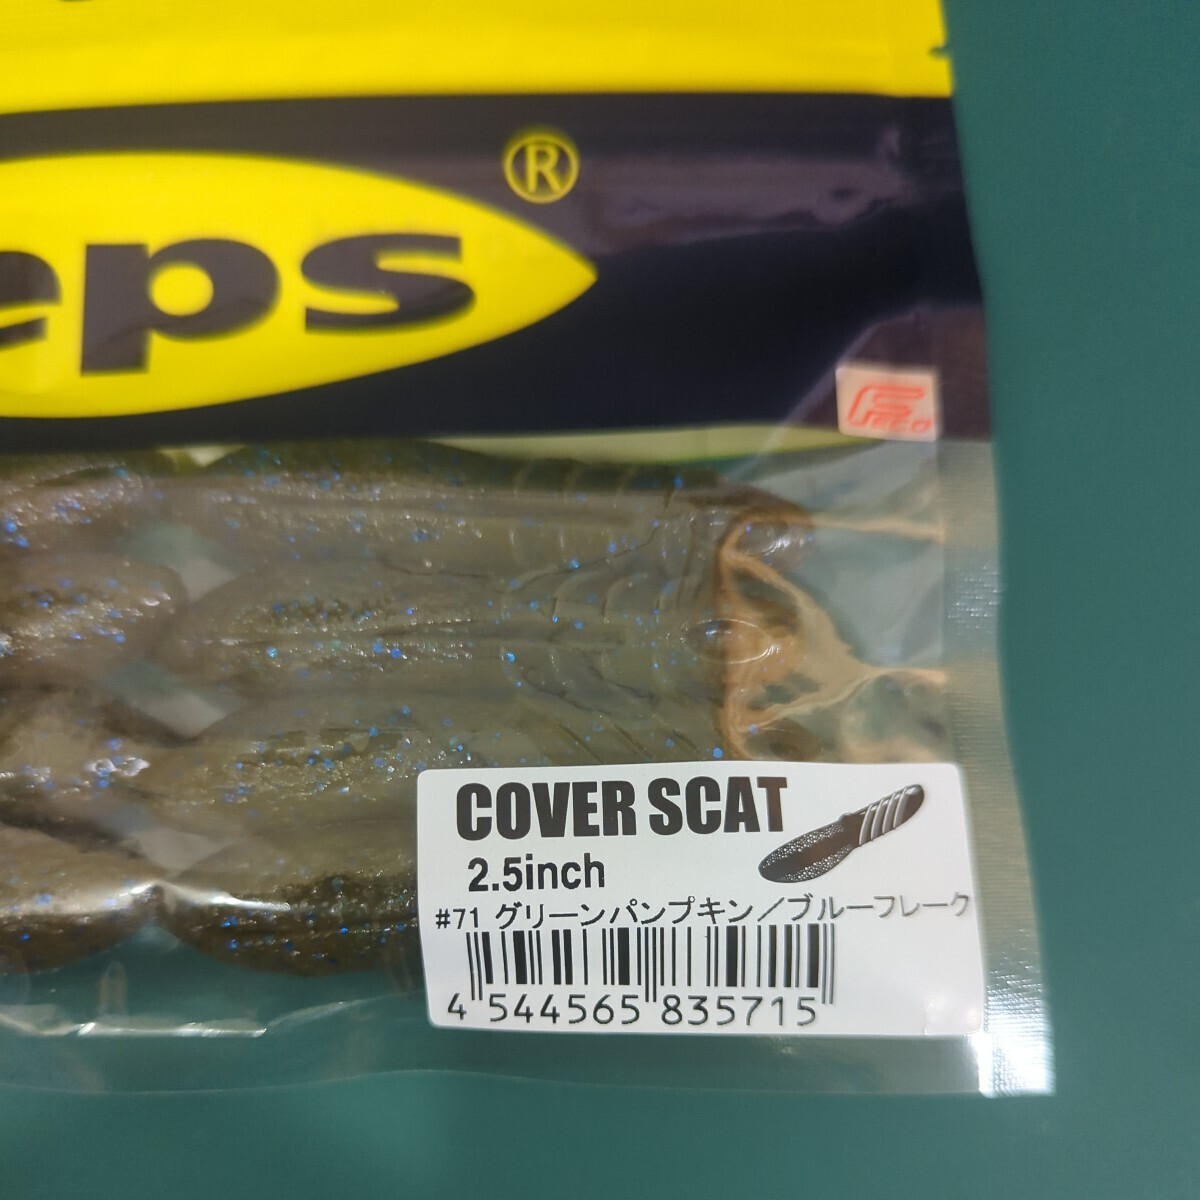 eps®
FECO
COVER SCAT
2.5inch
#71 グリーンパンプキン／ブルーフレーク
4 544565 835715